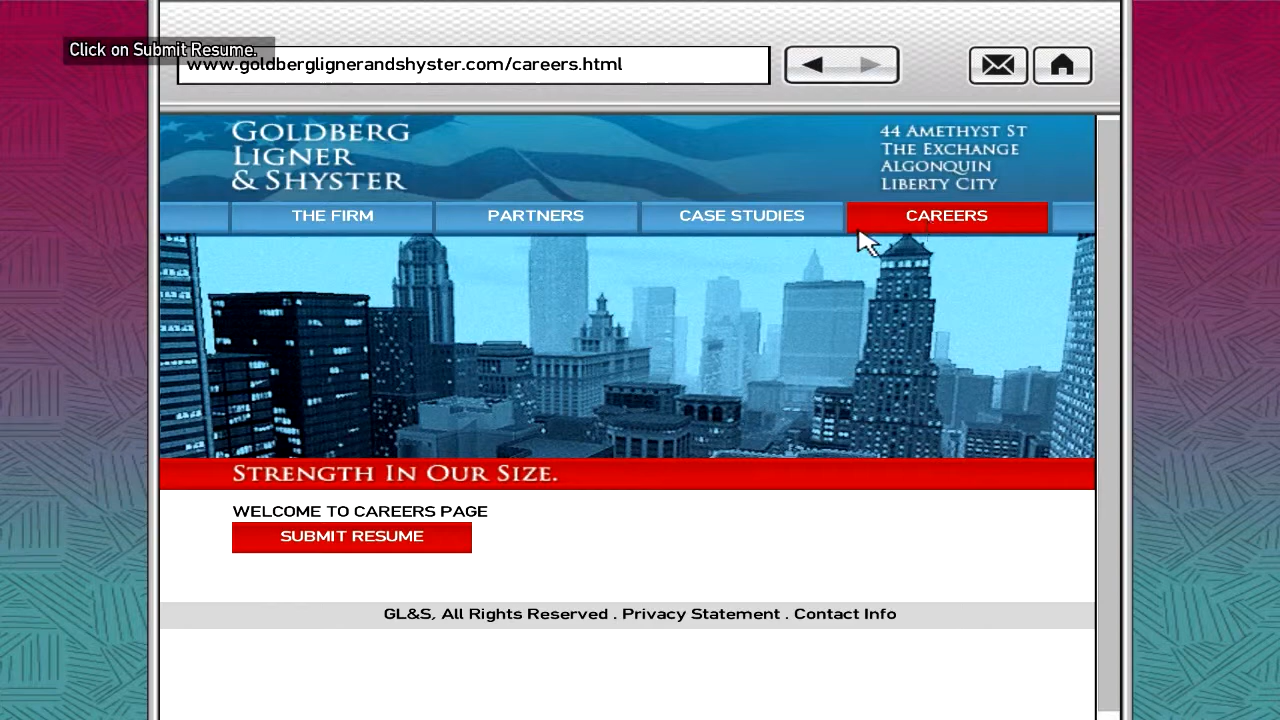 Click on Submit Resume.
www.goldberglignerandshyster.com/careers.html
GOLDBERG
LIGNER
& SHYSTER
44 AMETHYST ST
THE EXCHANGE
ALGONQUIN
LIBERTY CITY
THE FIRM
PARTNERS
CASE STUDIES
CAREERS
STRENGTH IN OUR SIZE.
WELCOME TO CAREERS PAGE
SUBMIT RESUME
GL&S, All Rights Reserved . Privacy Statement . Contact Info